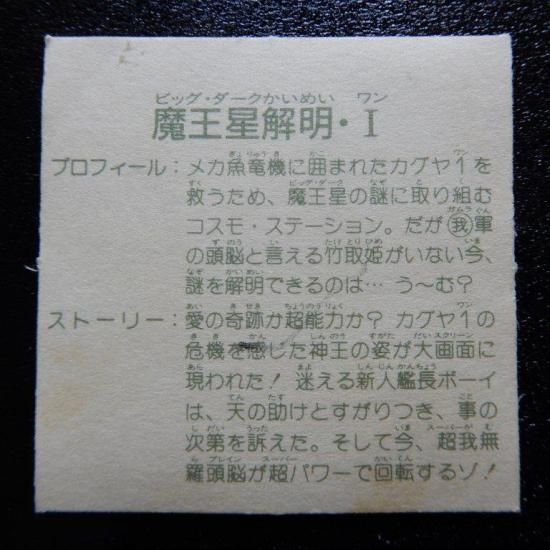 ビッグ・ダークかいめい ワン
魔王星解明・I
プロフィール：メカ魚竜機に囲まれたカグヤ1を
救うため、魔王星の謎に取り組む
コスモ・ステーション。だが我軍
の頭脳と言える竹取姫がいない今、
謎を解明できるのは…う〜む？
ストーリー：愛の奇跡か超能力か？カグヤ1の
危機を感じた神王の姿が大画面に
現われた！迷える新人艦長ボーイ
は、天の助けとすがりつき、事の
次第を訴えた。そして今、超我無
羅頭脳が超パワーで回転するゾ！